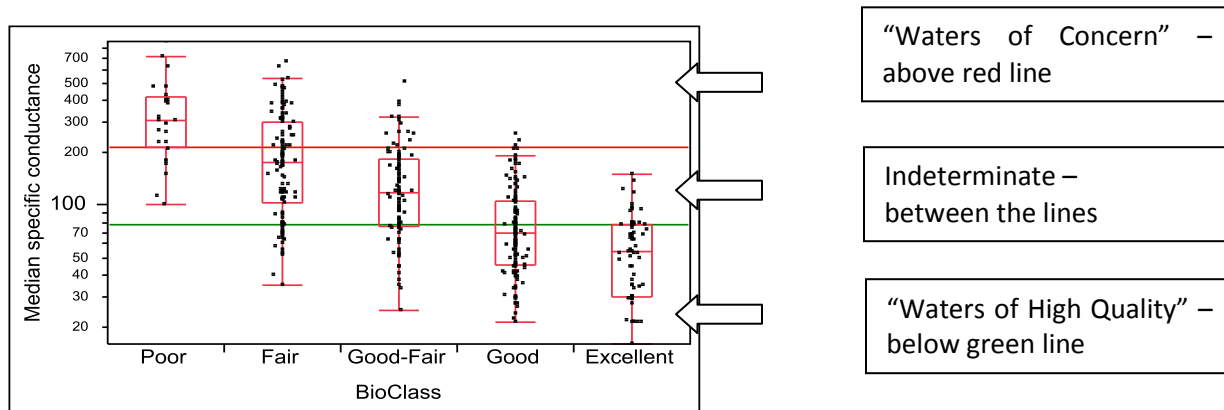 700
500
400
300
200
100
70
50
40
30
20
Median specific conductance
Poor
Fair
Good-Fair
Good
Excellent
BioClass
“Waters of Concern” –
above red line
Indeterminate –
between the lines
“Waters of High Quality” –
below green line